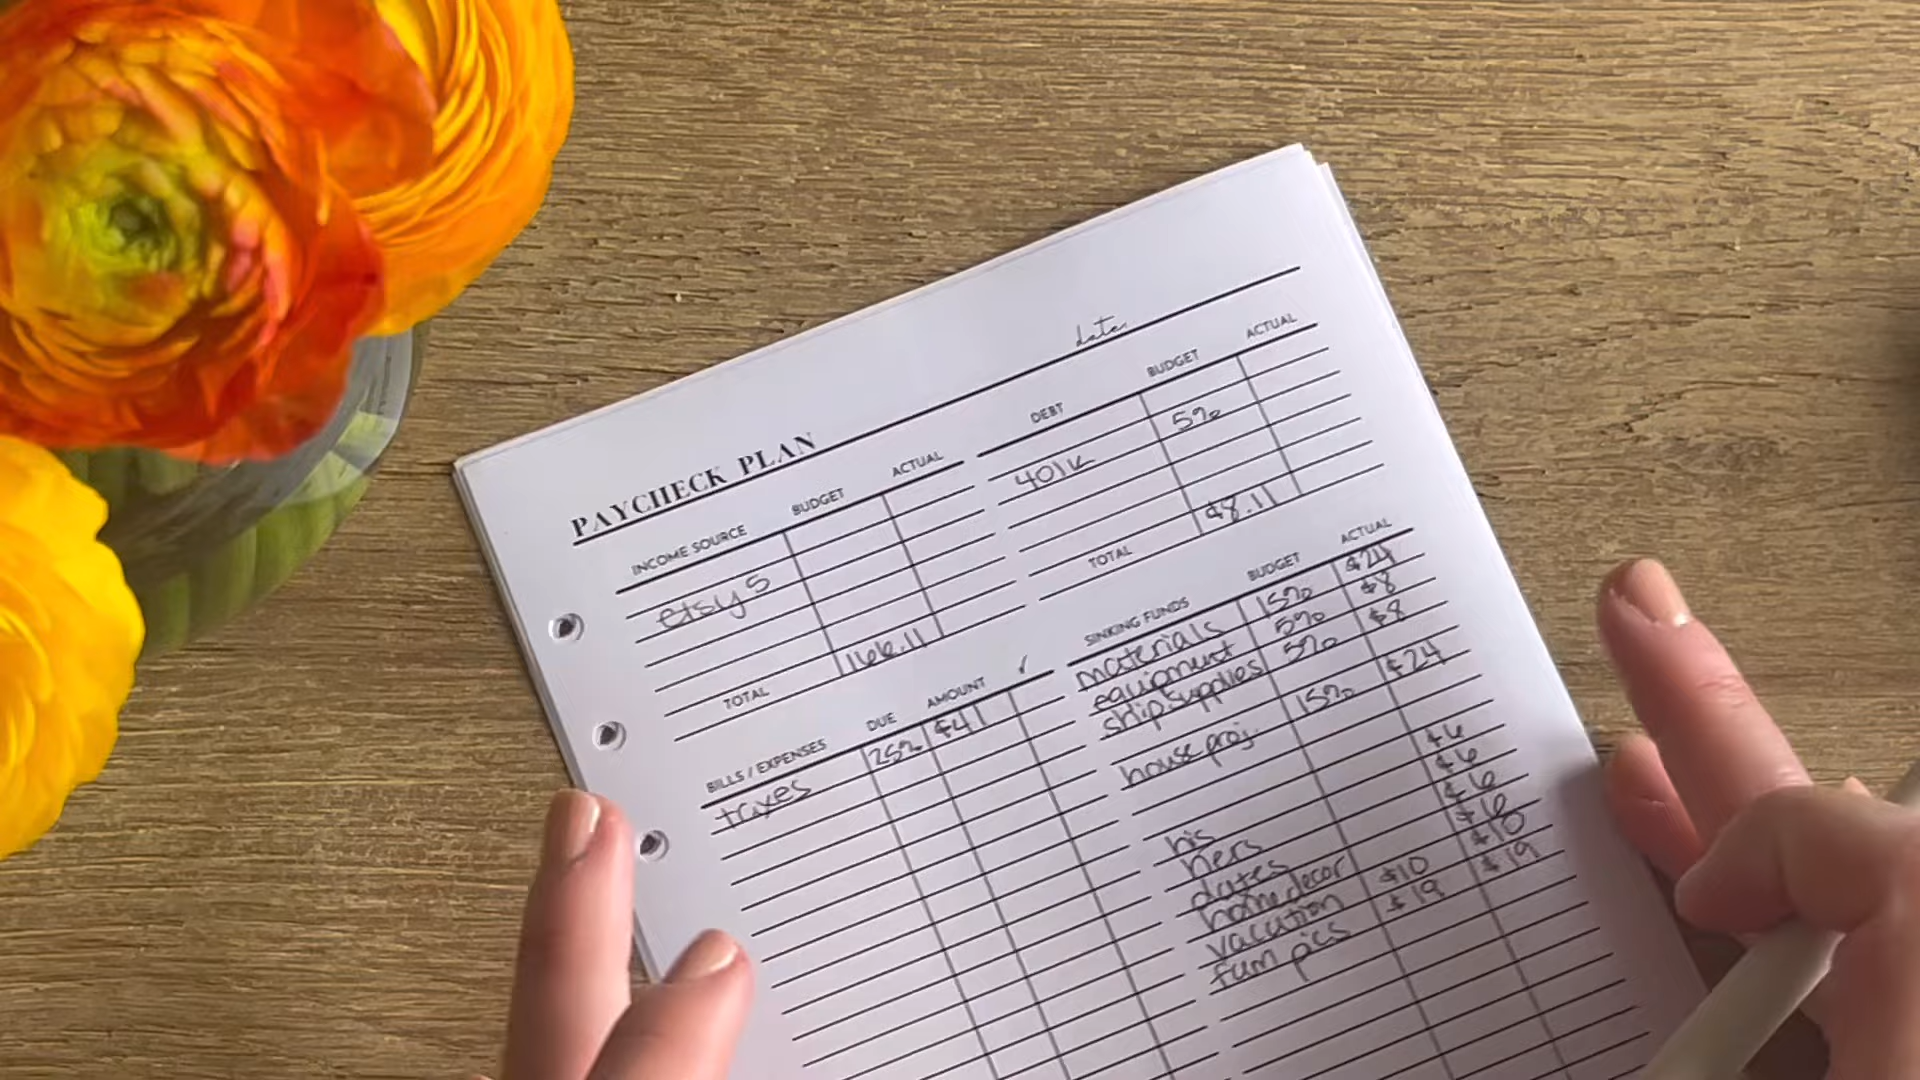 PAYCHECK PLAN
date
INCOME SOURCE BUDGET ACTUAL
etsy 5
TOTAL 166.11
DEBT BUDGET ACTUAL
401k 5%
TOTAL $8.11
BILLS / EXPENSES DUE AMOUNT ✓
taxes 25% $41
SINKING FUNDS BUDGET ACTUAL
materials 15% $24
equipment 5% $8
ship.supplies 5% $8
house proj. 15% $24
his $6
hers $6
dates $6
home decor $6
vacation $10 $10
fam pics $19 $19